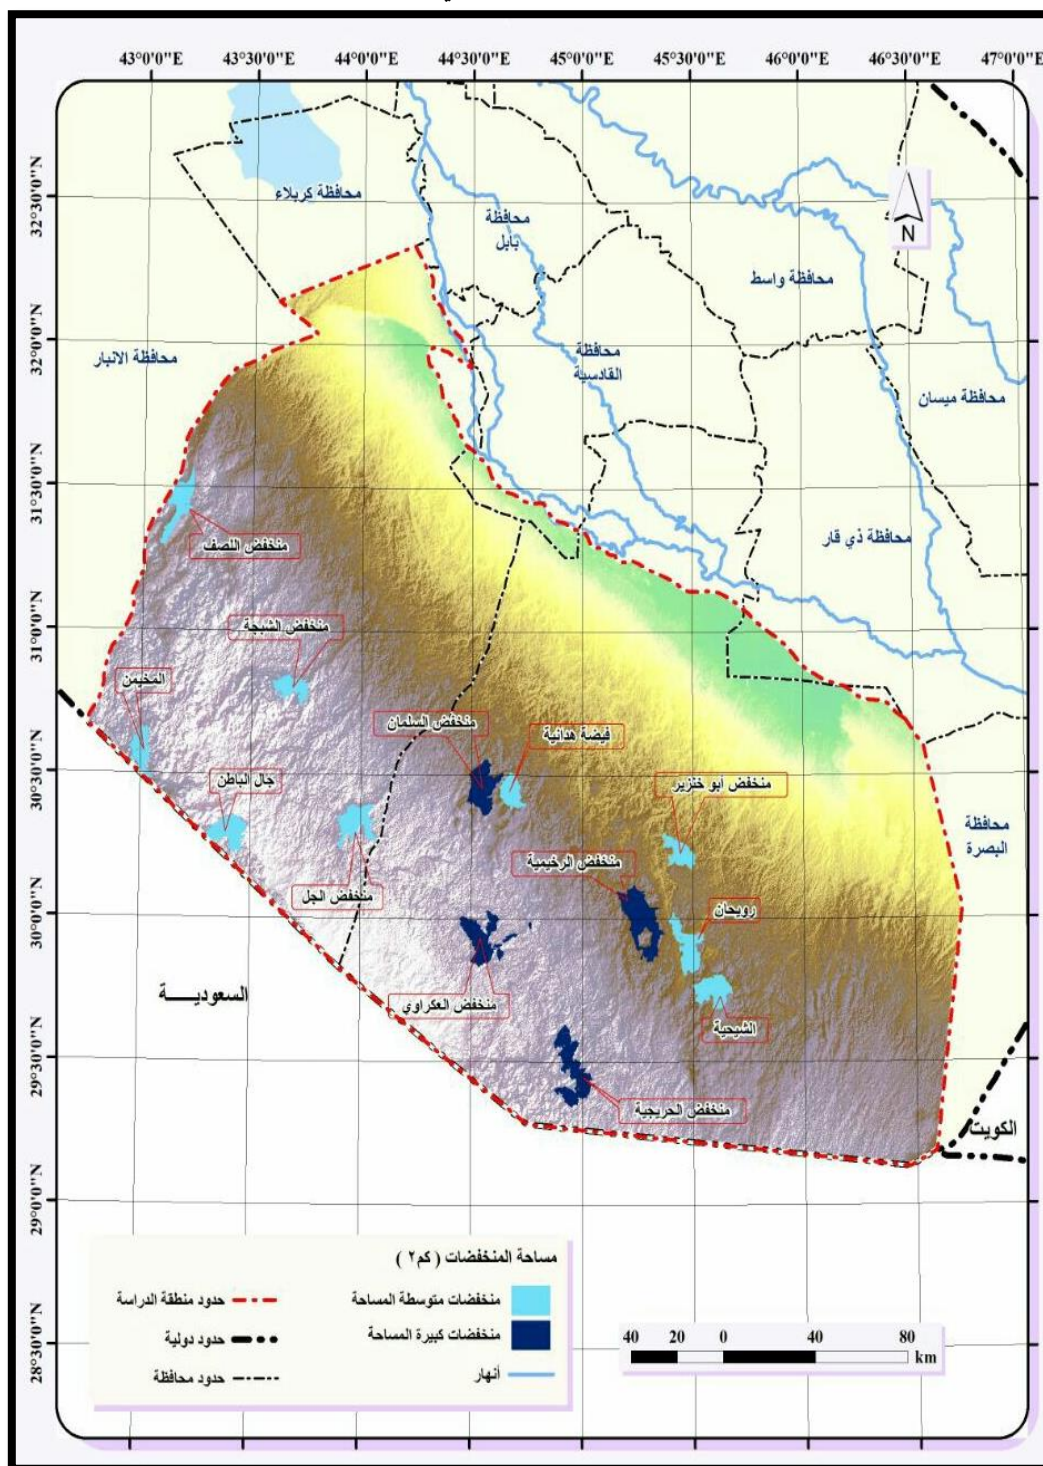 43°0'0"E 43°30'0"E 44°0'0"E 44°30'0"E 45°0'0"E 45°30'0"E 46°0'0"E 46°30'0"E 47°0'0"E
32°30'0"N
32°0'0"N
31°30'0"N
31°0'0"N
30°30'0"N
30°0'0"N
29°30'0"N
29°0'0"N
28°30'0"N
N
محافظة كربلاء
محافظة
بابل
محافظة واسط
محافظة الانبار
محافظة
القادسية
محافظة ميسان
محافظة ذي قار
محافظة
البصرة
السعوديـــــة
الكويت
منخفض اللصف
منخفض الشبجة
المخيمن
منخفض السلمان
فيضة هدانية
جال الباطن
منخفض أبو خنزير
منخفض الرخيمية
منخفض الجل
رويحان
منخفض العكراوي
الشيحية
منخفض الحريجية
مساحة المنخفضات ( كم٢ )
منخفضات متوسطة المساحة
منخفضات كبيرة المساحة
أنهار
حدود منطقة الدراسة
حدود دولية
حدود محافظة
40 20 0 40 80
km